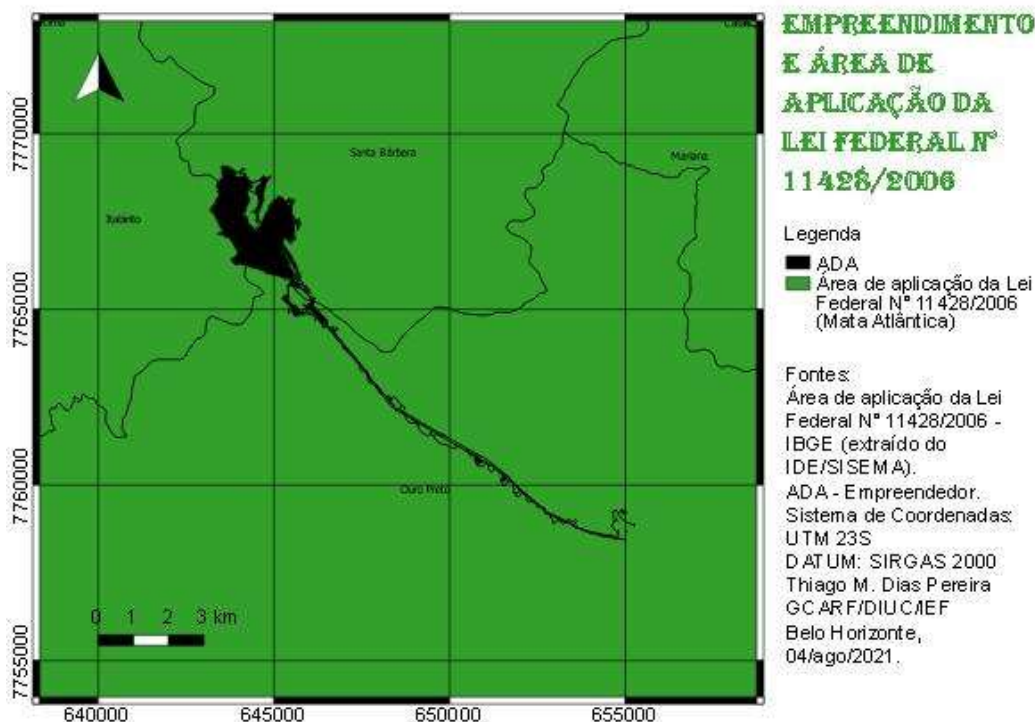 EMPREENDIMENTO
E ÁREA DE
APLICAÇÃO DA
LEI FEDERAL Nº
11428/2006
Legenda
ADA
Área de aplicação da Lei
Federal N° 11428/2006
(Mata Atlântica)
Fontes:
Área de aplicação da Lei
Federal N° 11428/2006 -
IBGE (extraído do
IDE/SISEMA).
ADA - Empreendedor.
Sistema de Coordenadas:
UTM 23S
DATUM: SIRGAS 2000
Thiago M. Dias Pereira
GCARF/DIUC/IEF
Belo Horizonte,
04/ago/2021.
Santa Bárbara
Mariana
Itabirito
Ouro Preto
0 1 2 3 km
7770000
7765000
7760000
7755000
640000 645000 650000 655000